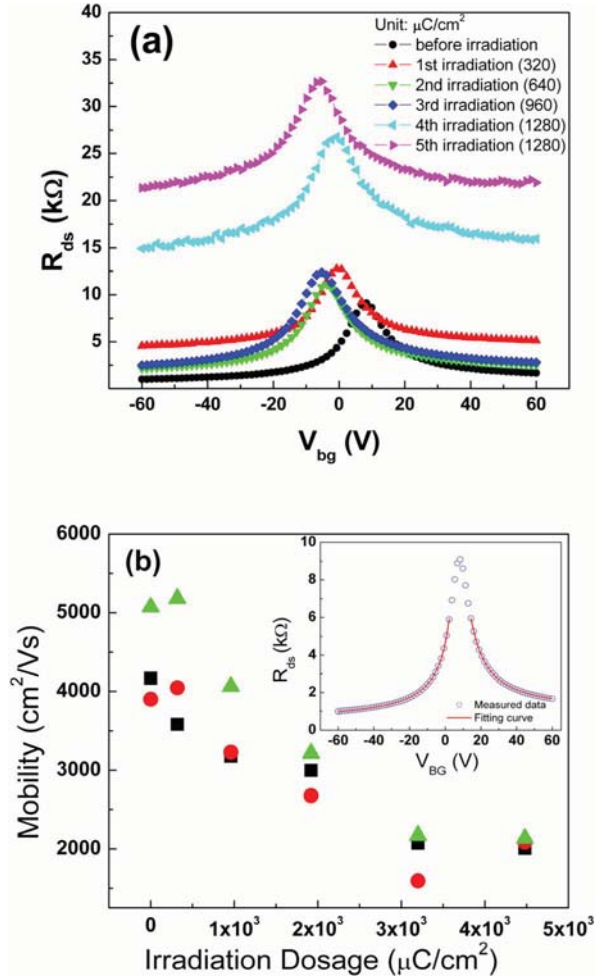 (a)
Unit: μC/cm²
before irradiation
1st irradiation (320)
2nd irradiation (640)
3rd irradiation (960)
4th irradiation (1280)
5th irradiation (1280)
40
35
30
25
20
15
10
5
R_ds (kΩ)
-60 -40 -20 0 20 40 60
V_bg (V)
(b)
6000
5000
4000
3000
2000
Mobility (cm²/Vs)
10
8
6
4
2
0
R_ds (kΩ)
Measured data
Fitting curve
-60 -40 -20 0 20 40 60
V_BG (V)
0 1x10³ 2x10³ 3x10³ 4x10³ 5x10³
Irradiation Dosage (μC/cm²)